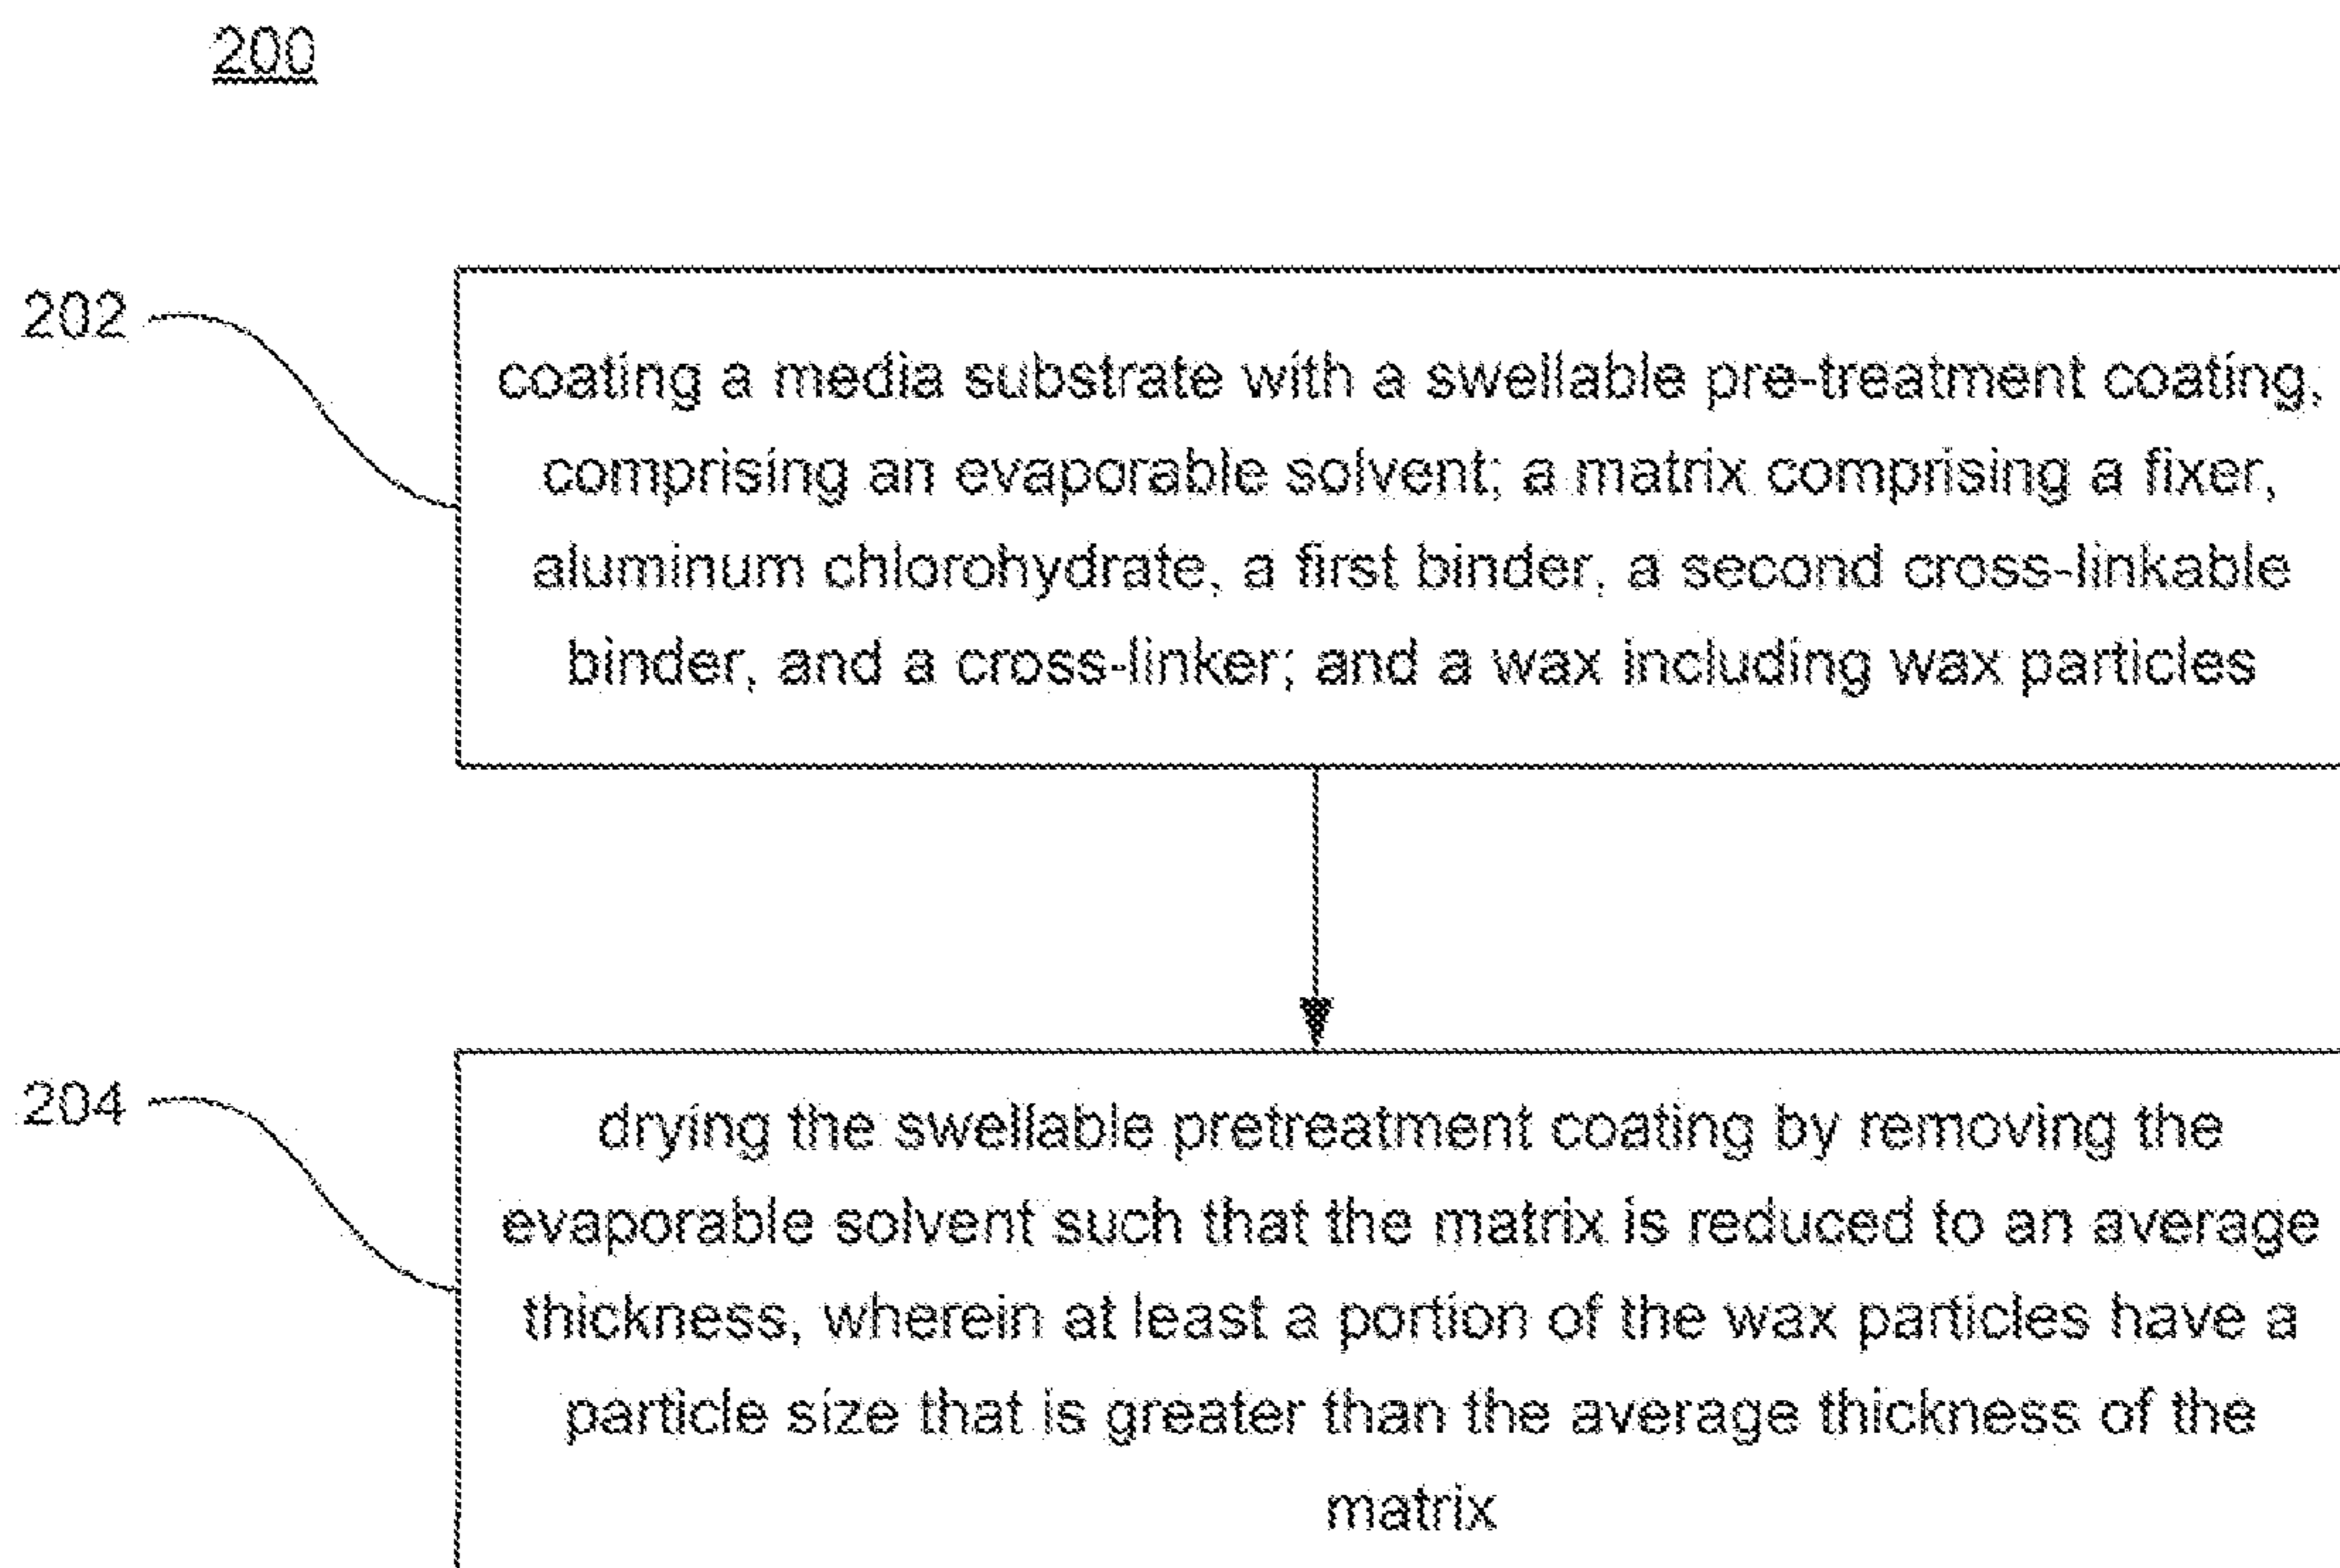 200
202
coating a media substrate with a swellable pre-treatment coating,
comprising an evaporable solvent; a matrix comprising a fixer,
aluminum chlorohydrate, a first binder, a second cross-linkable
binder, and a cross-linker; and a wax including wax particles
204
drying the swellable pretreatment coating by removing the
evaporable solvent such that the matrix is reduced to an average
thickness, wherein at least a portion of the wax particles have a
particle size that is greater than the average thickness of the
matrix